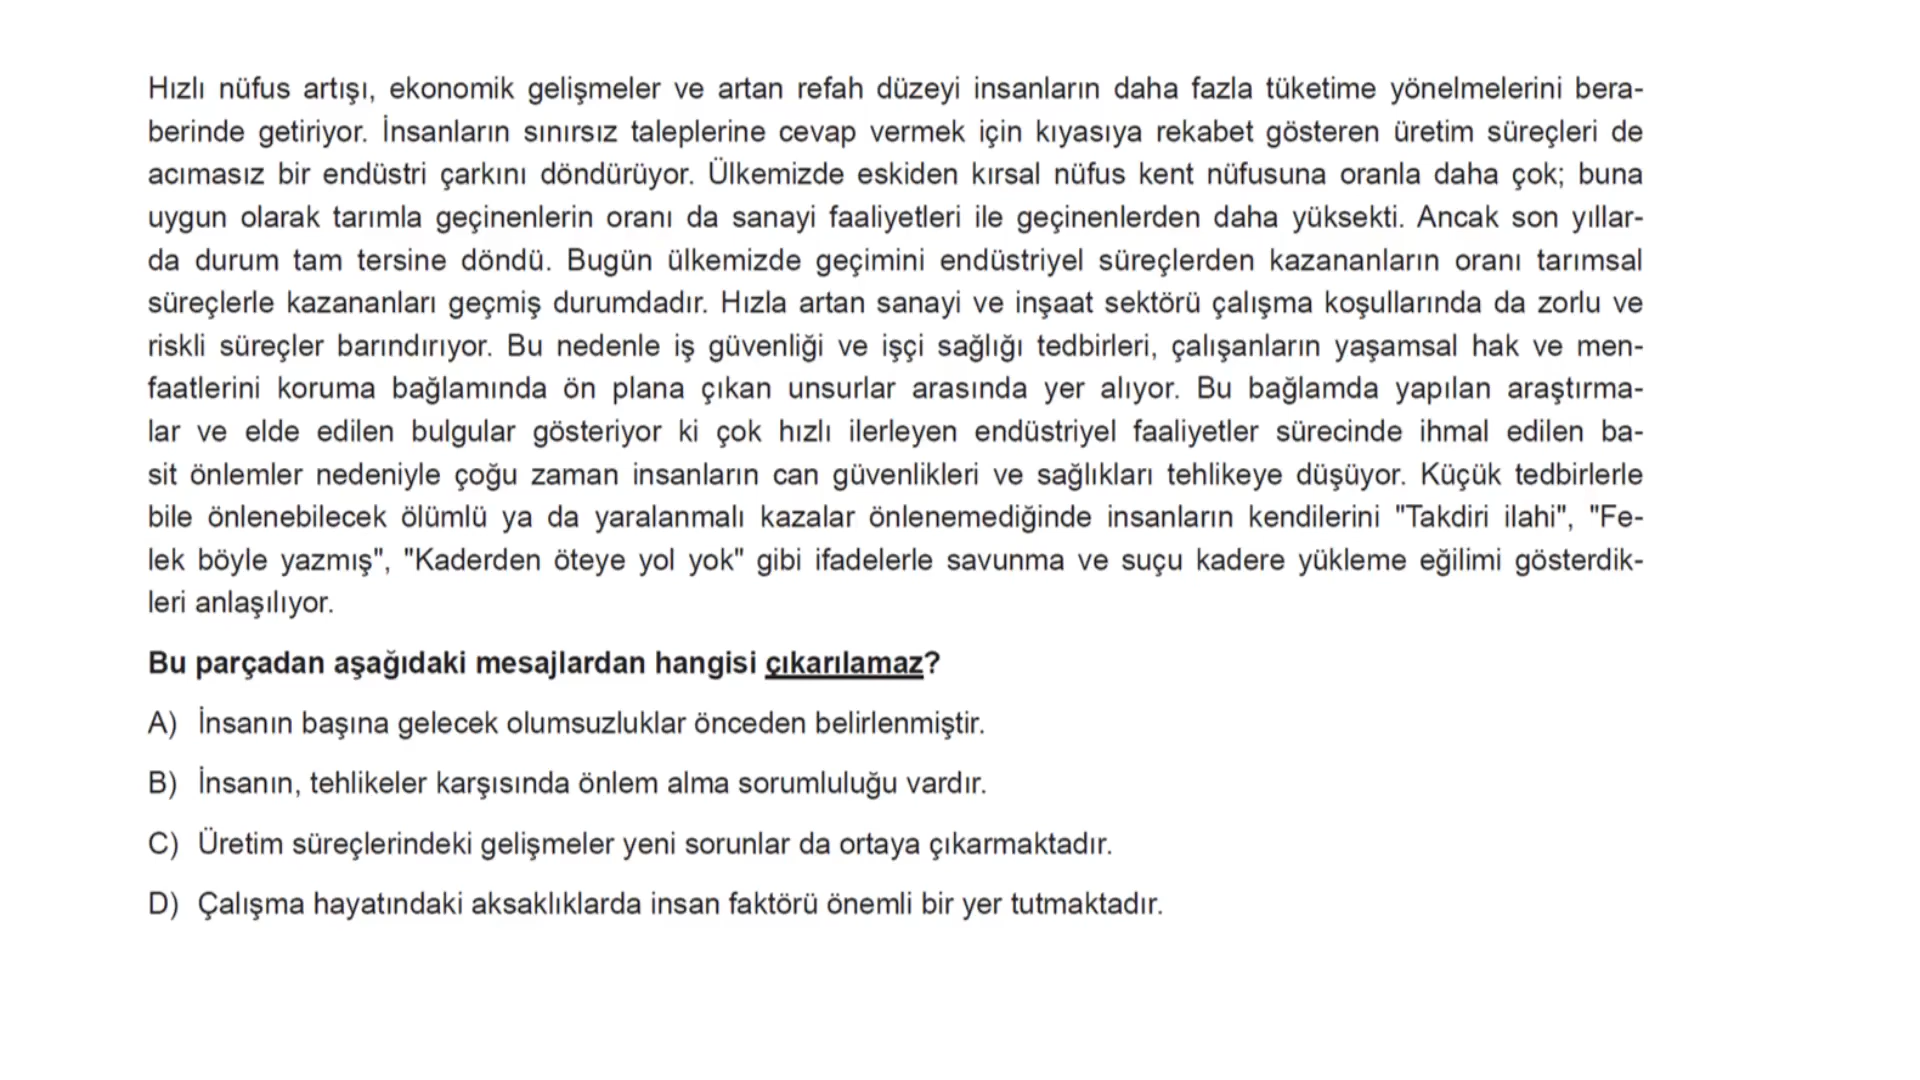 Hızlı nüfus artışı, ekonomik gelişmeler ve artan refah düzeyi insanların daha fazla tüketime yönelmelerini bera-
berinde getiriyor. İnsanların sınırsız taleplerine cevap vermek için kıyasıya rekabet gösteren üretim süreçleri de
acımasız bir endüstri çarkını döndürüyor. Ülkemizde eskiden kırsal nüfus kent nüfusuna oranla daha çok; buna
uygun olarak tarımla geçinenlerin oranı da sanayi faaliyetleri ile geçinenlerden daha yüksekti. Ancak son yıllar-
da durum tam tersine döndü. Bugün ülkemizde geçimini endüstriyel süreçlerden kazananların oranı tarımsal
süreçlerle kazananları geçmiş durumdadır. Hızla artan sanayi ve inşaat sektörü çalışma koşullarında da zorlu ve
riskli süreçler barındırıyor. Bu nedenle iş güvenliği ve işçi sağlığı tedbirleri, çalışanların yaşamsal hak ve men-
faatlerini koruma bağlamında ön plana çıkan unsurlar arasında yer alıyor. Bu bağlamda yapılan araştırma-
lar ve elde edilen bulgular gösteriyor ki çok hızlı ilerleyen endüstriyel faaliyetler sürecinde ihmal edilen ba-
sit önlemler nedeniyle çoğu zaman insanların can güvenlikleri ve sağlıkları tehlikeye düşüyor. Küçük tedbirlerle
bile önlenebilecek ölümlü ya da yaralanmalı kazalar önlenemediğinde insanların kendilerini "Takdiri ilahi", "Fe-
lek böyle yazmış", "Kaderden öteye yol yok" gibi ifadelerle savunma ve suçu kadere yükleme eğilimi gösterdik-
leri anlaşılıyor.
Bu parçadan aşağıdaki mesajlardan hangisi çıkarılamaz?
A) İnsanın başına gelecek olumsuzluklar önceden belirlenmiştir.
B) İnsanın, tehlikeler karşısında önlem alma sorumluluğu vardır.
C) Üretim süreçlerindeki gelişmeler yeni sorunlar da ortaya çıkarmaktadır.
D) Çalışma hayatındaki aksaklıklarda insan faktörü önemli bir yer tutmaktadır.